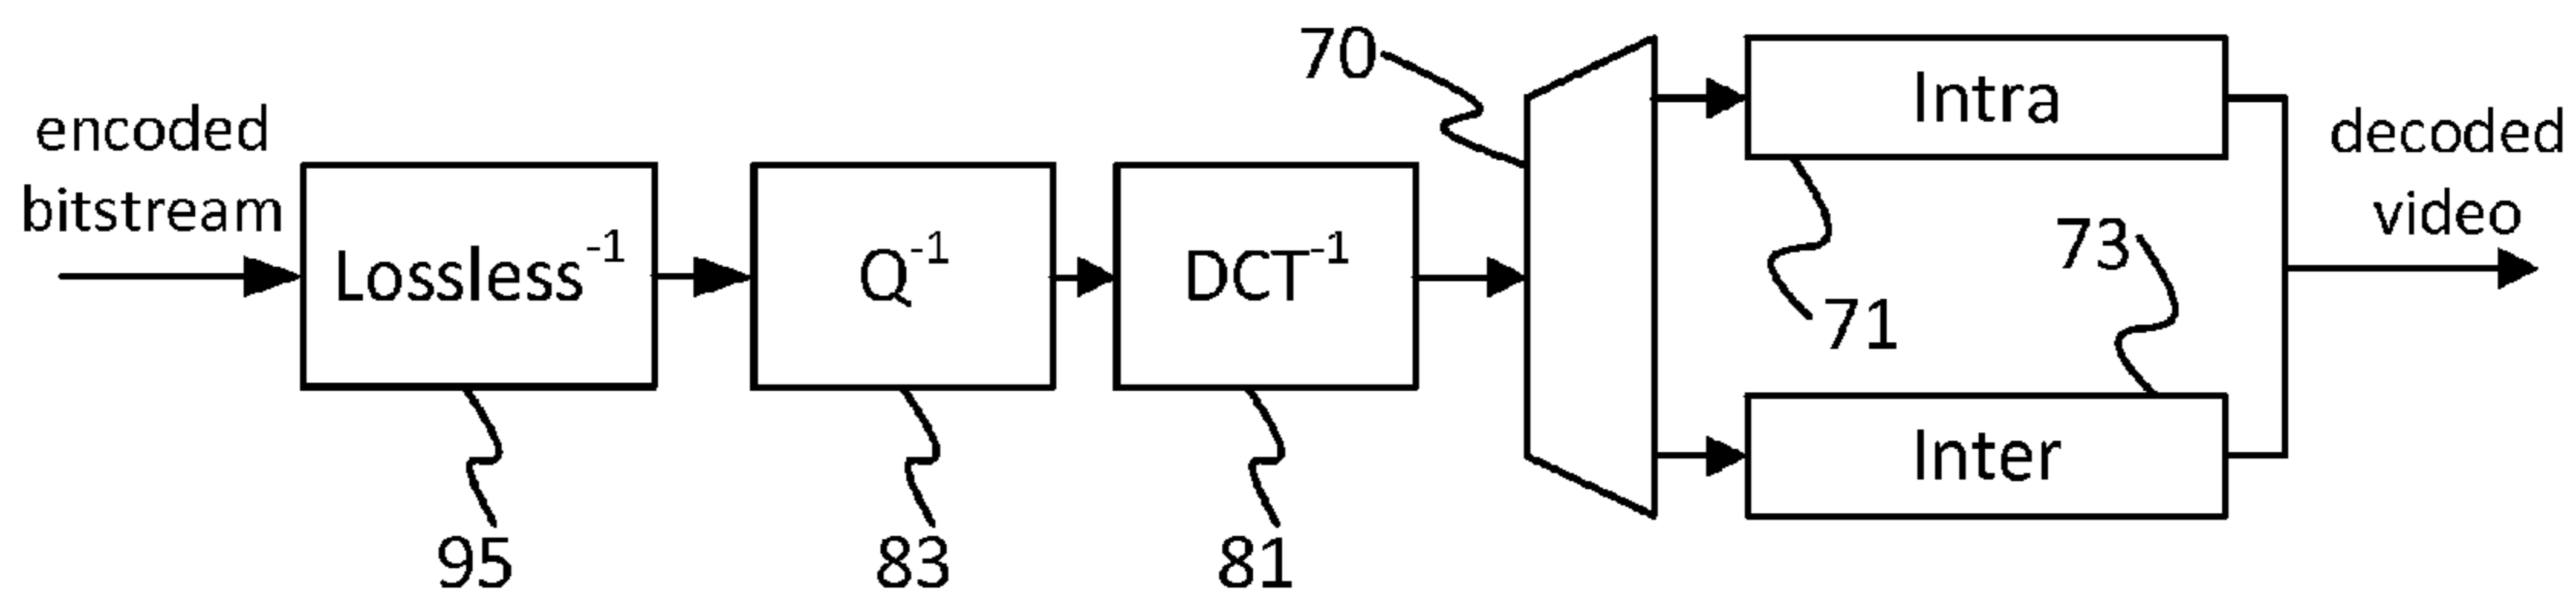 encoded
bitstream
Lossless⁻¹
95
Q⁻¹
83
DCT⁻¹
81
70
Intra
71
Inter
73
decoded
video